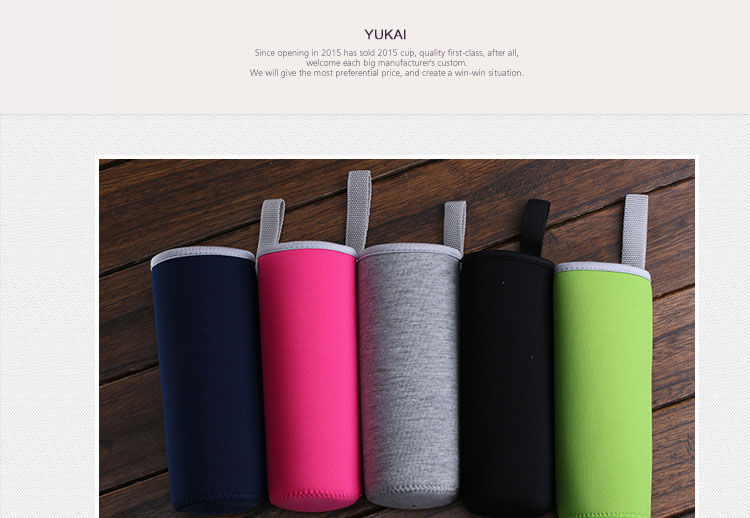 YUKAI
Since opening in 2015 has sold 2015 cup, quality first-class, after all,
welcome each big manufacturer's custom.
We will give the most preferential price, and create a win-win situation.